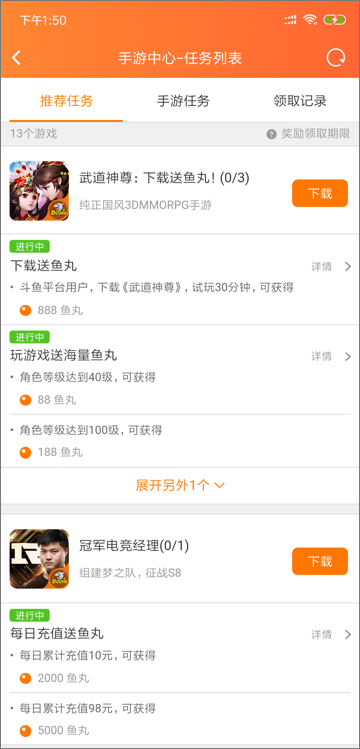 下午1:50
手游中心-任务列表
推荐任务
手游任务
领取记录
13个游戏
? 奖励领取期限
武道神尊：下载送鱼丸！(0/3)
纯正国风3DMMORPG手游
下载
进行中
下载送鱼丸
详情
· 斗鱼平台用户，下载《武道神尊》，试玩30分钟，可获得
888 鱼丸
进行中
玩游戏送海量鱼丸
详情
· 角色等级达到40级，可获得
88 鱼丸
· 角色等级达到100级，可获得
188 鱼丸
展开另外1个
冠军电竞经理(0/1)
组建梦之队，征战S8
下载
进行中
每日充值送鱼丸
详情
· 每日累计充值10元，可获得
2000 鱼丸
· 每日累计充值98元，可获得
5000 鱼丸